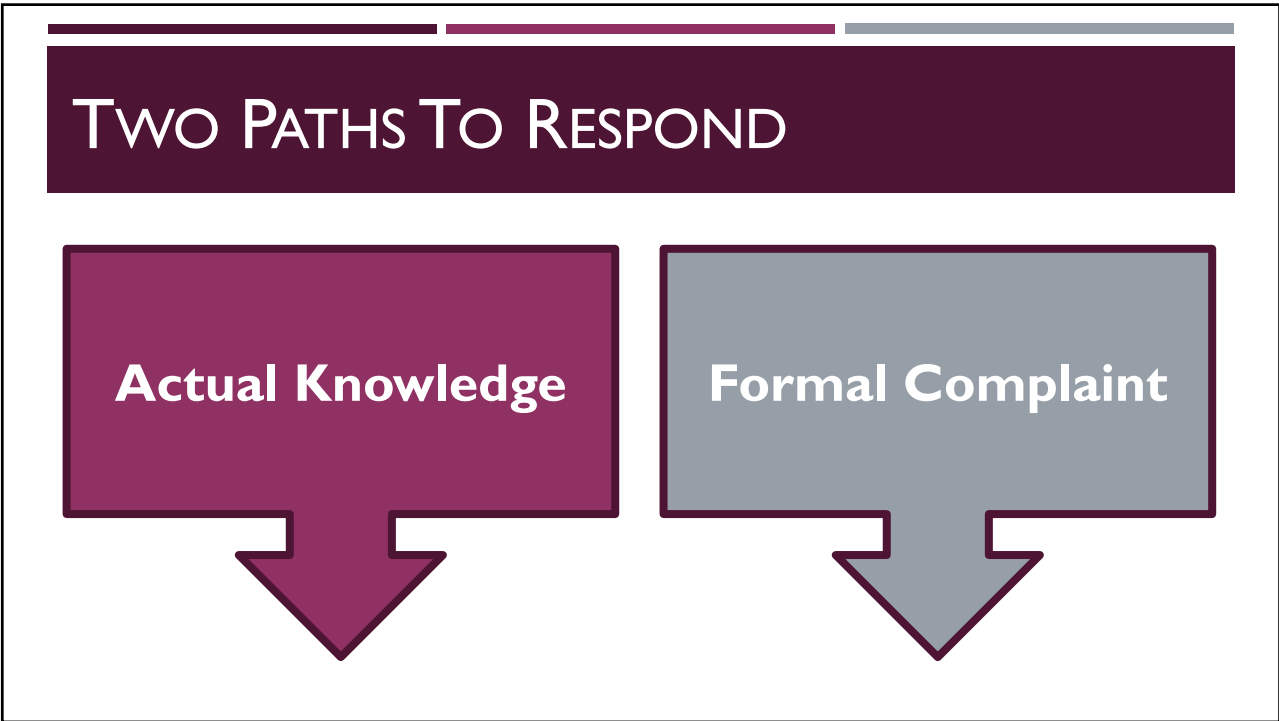 TWO PATHS TO RESPOND
Actual Knowledge
Formal Complaint